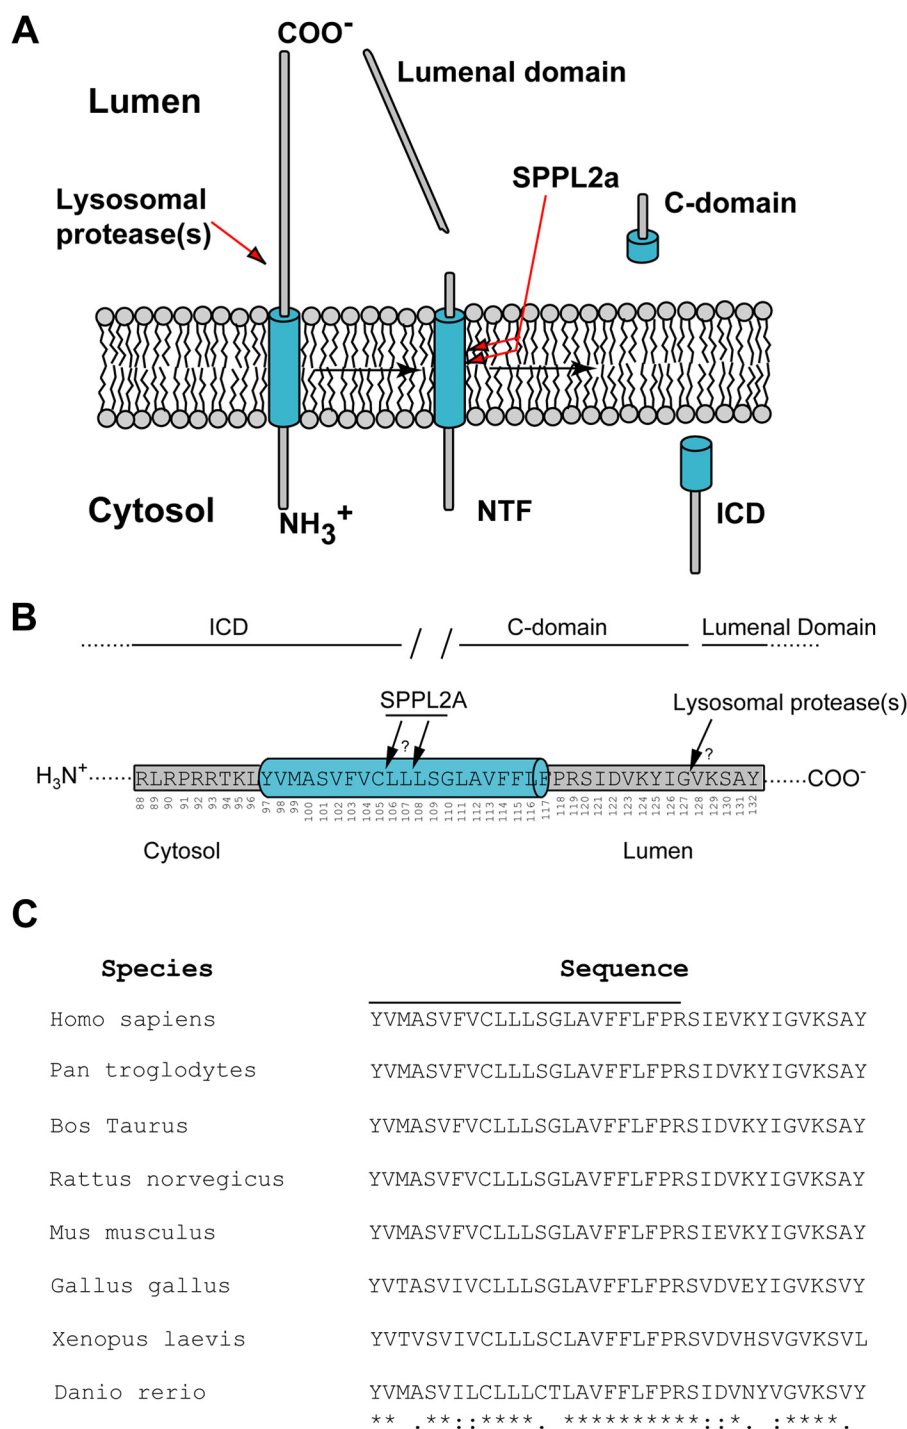 A
COO-
Lumenal domain
Lumen
SPPL2a
C-domain
Lysosomal
protease(s)
Cytosol
NH3+
NTF
ICD
B
ICD
C-domain
Lumenal Domain
SPPL2A
Lysosomal protease(s)
? ?
H3N+ RLRPRRTKLYVMASVFVCLLLSGLAVFFLFPRSIDVKYIGVKSAY COO-
88 89 90 91 92 93 94 95 96 97 98 99 100 101 102 103 104 105 106 107 108 109 110 111 112 113 114 115 116 117 118 119 120 121 122 123 124 125 126 127 128 129 130 131 132
Cytosol Lumen
C
Species Sequence
Homo sapiens YVMASVFVCLLLSGLAVFFLFPRSIEVKYIGVKSAY
Pan troglodytes YVMASVFVCLLLSGLAVFFLFPRSIDVKYIGVKSAY
Bos Taurus YVMASVFVCLLLSGLAVFFLFPRSIDVKYIGVKSAY
Rattus norvegicus YVMASVFVCLLLSGLAVFFLFPRSIDVKYIGVKSAY
Mus musculus YVMASVFVCLLLSGLAVFFLFPRSIEVKYIGVKSAY
Gallus gallus YVTASVIVCLLLSGLAVFFLFPRSVDVEYIGVKSVY
Xenopus laevis YVTVSVIVCLLLSCLAVFFLFPRSVDVHSVGVKSVL
Danio rerio YVMASVILCLLLCTLAVFFLFPRSIDVNYVGVKSVY
** .**::****. **********::*. :****.